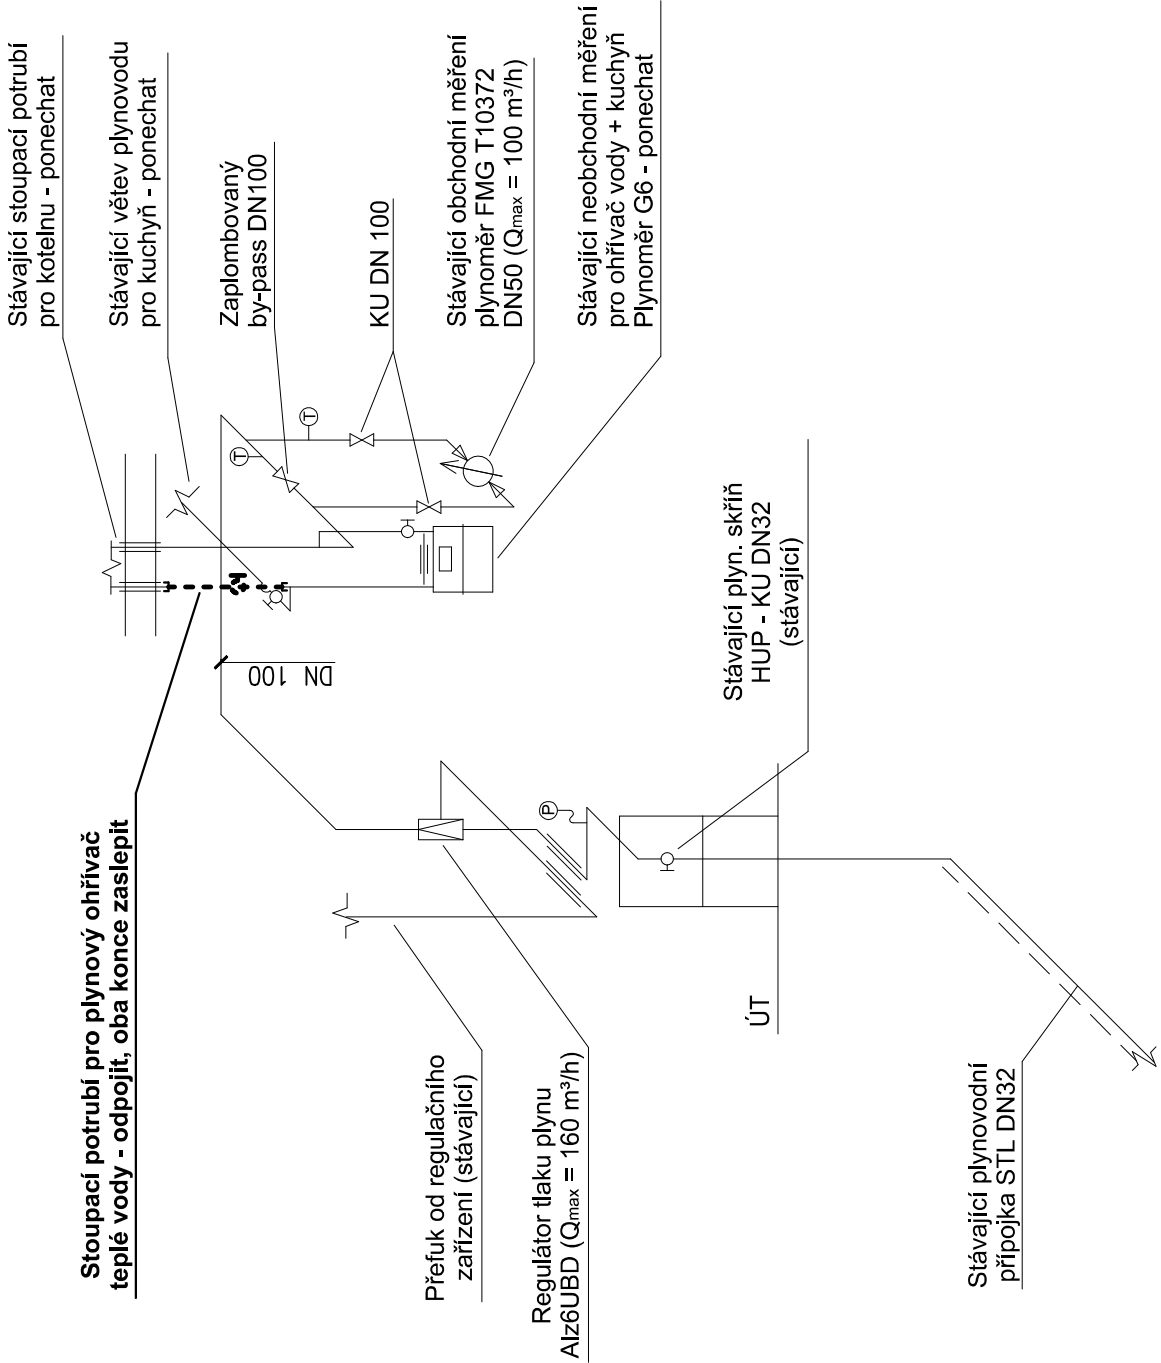 Stávající stoupací potrubí
pro kotelnu - ponechat
Stávající větev plynovodu
pro kuchyň - ponechat
Zaplombovaný
by-pass DN100
KU DN 100
Stávající obchodní měření
plynoměr FMG T10372
DN50 (Qmax = 100 m³/h)
Stávající neobchodní měření
pro ohřívač vody + kuchyň
Plynoměr G6 - ponechat
T
T
DN 100
P
Stávající plyn. skříň
HUP - KU DN32
(stávající)
ÚT
Stoupací potrubí pro plynový ohřívač
teplé vody - odpojit, oba konce zaslepit
Přefuk od regulačního
zařízení (stávající)
Regulátor tlaku plynu
Alz6UBD (Qmax = 160 m³/h)
Stávající plynovodní
přípojka STL DN32